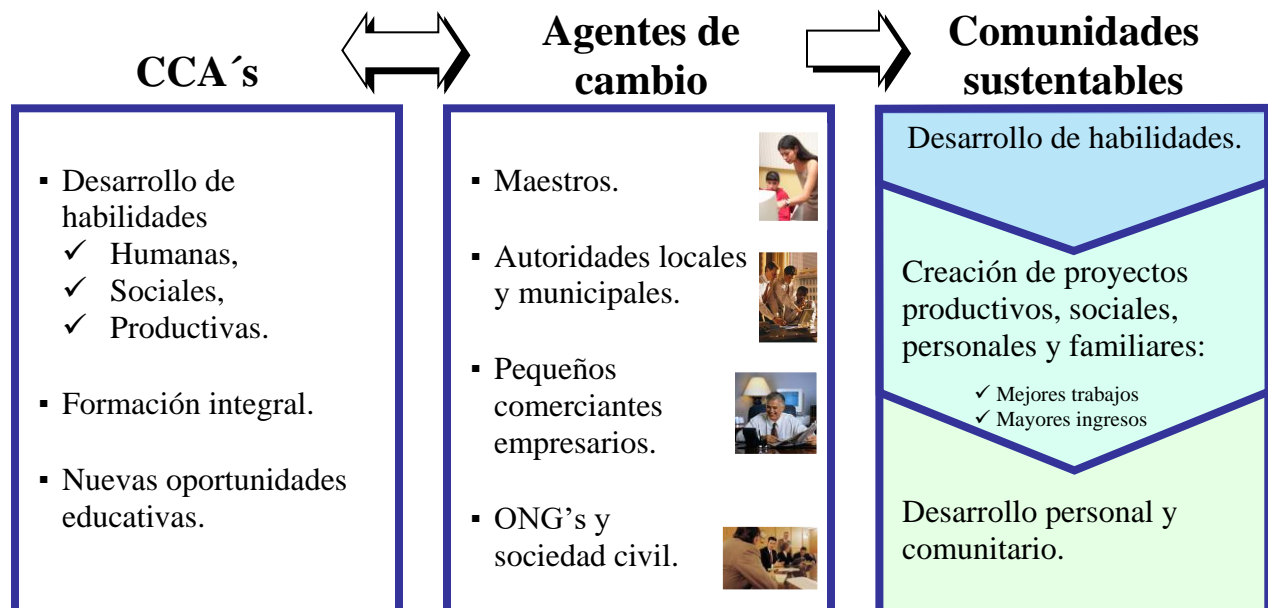 CCA´s
▪ Desarrollo de
habilidades
✓ Humanas,
✓ Sociales,
✓ Productivas.
▪ Formación integral.
▪ Nuevas oportunidades
educativas.
Agentes de
cambio
▪ Maestros.
▪ Autoridades locales
y municipales.
▪ Pequeños
comerciantes
empresarios.
▪ ONG’s y
sociedad civil.
Comunidades
sustentables
Desarrollo de habilidades.
Creación de proyectos
productivos, sociales,
personales y familiares:
✓ Mejores trabajos
✓ Mayores ingresos
Desarrollo personal y
comunitario.